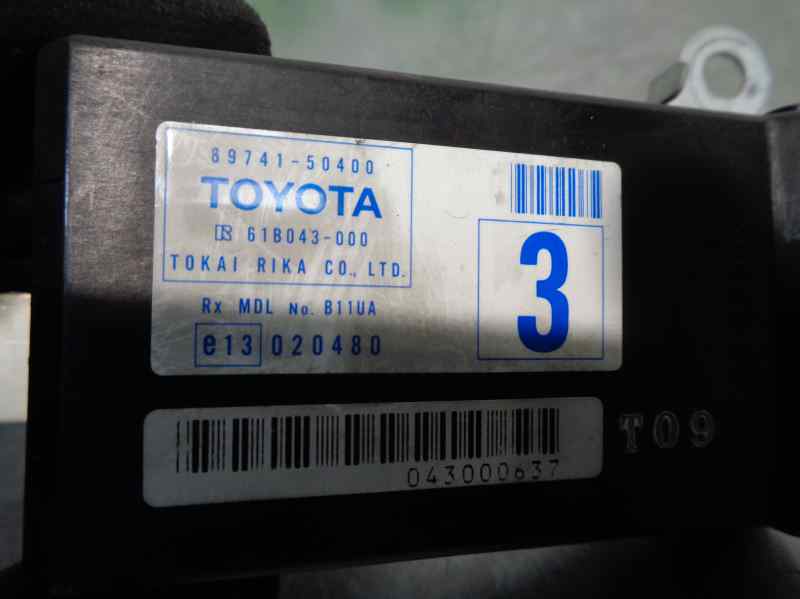 89741-50400
TOYOTA
61B043-000
TOKAI RIKA CO., LTD.
Rx MDL No. B11UA
e13 020480
3
043000637
T09